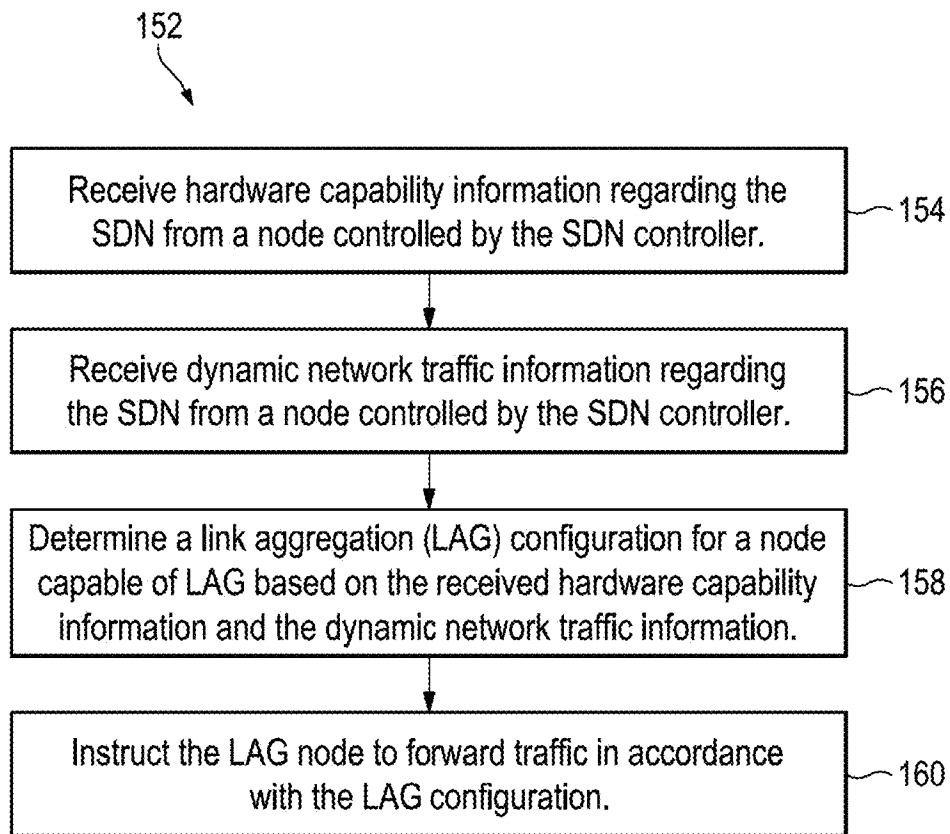 152
Receive hardware capability information regarding the
SDN from a node controlled by the SDN controller.
154
Receive dynamic network traffic information regarding
the SDN from a node controlled by the SDN controller.
156
Determine a link aggregation (LAG) configuration for a node
capable of LAG based on the received hardware capability
information and the dynamic network traffic information.
158
Instruct the LAG node to forward traffic in accordance
with the LAG configuration.
160